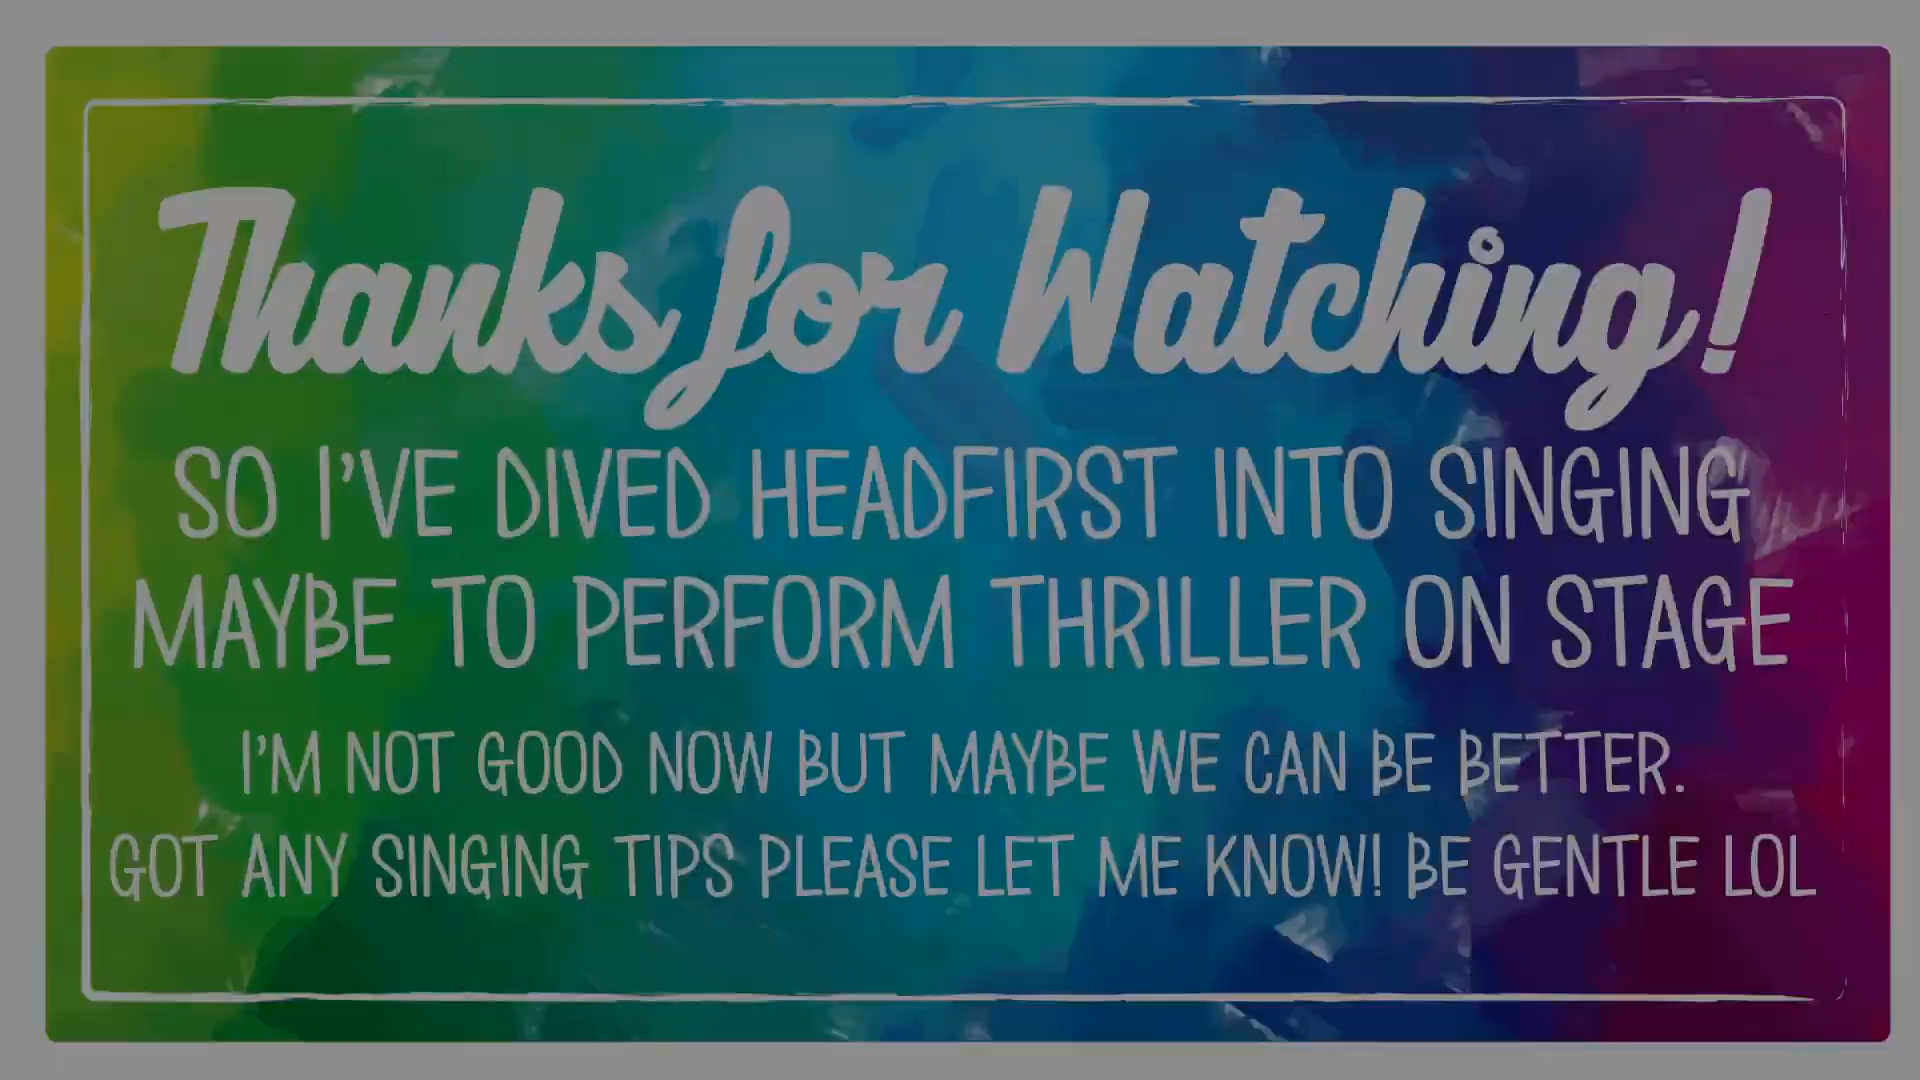 Thanks for Watching!
SO I'VE DIVED HEADFIRST INTO SINGING
MAYBE TO PERFORM THRILLER ON STAGE
I'M NOT GOOD NOW BUT MAYBE WE CAN BE BETTER.
GOT ANY SINGING TIPS PLEASE LET ME KNOW! BE GENTLE LOL